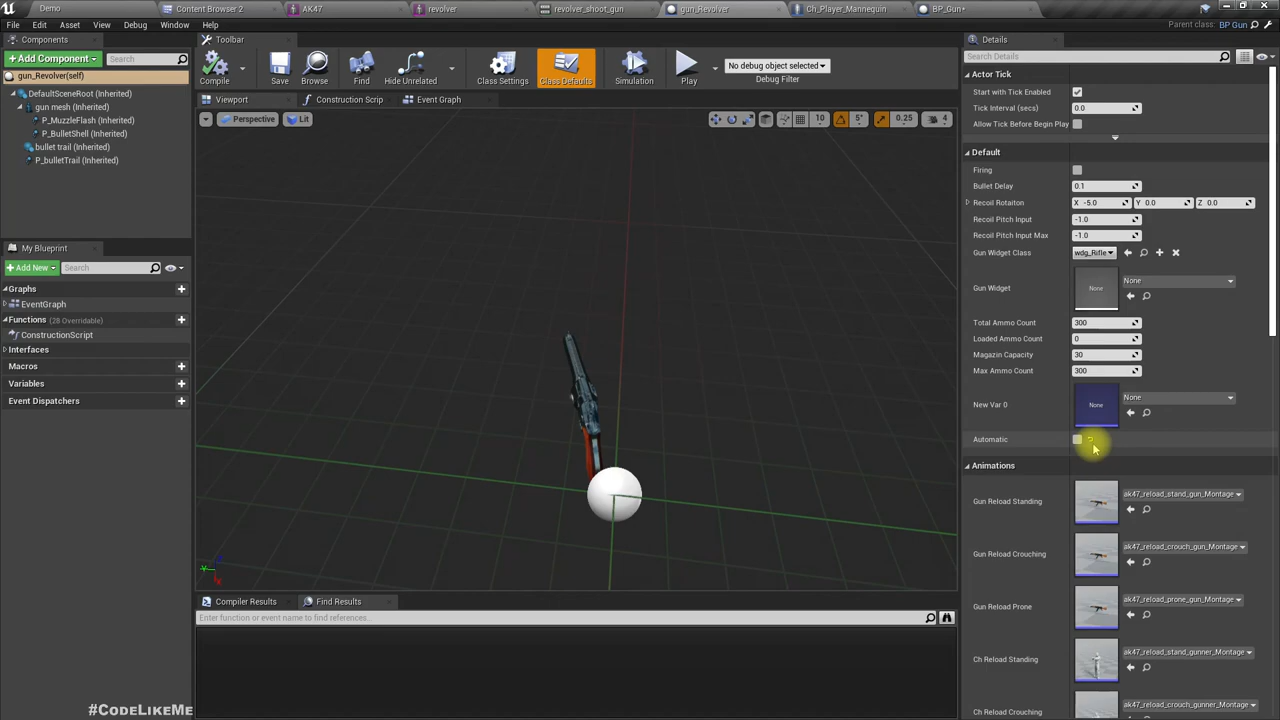 Demo
Content Browser 2
AK47
revolver
revolver_shoot_gun
gun_Revolver
Ch_Player_Mannequin
BP_Gun*
File Edit Asset View Debug Window Help
Parent class: BP Gun
Components
+ Add Component
Search
gun_Revolver(self)
DefaultSceneRoot (Inherited)
gun mesh (Inherited)
P_MuzzleFlash (Inherited)
P_BulletShell (Inherited)
bullet trail (Inherited)
P_bulletTrail (Inherited)
My Blueprint
+ Add New
Search
Graphs
EventGraph
Functions (28 Overridable)
ConstructionScript
Interfaces
Macros
Variables
Event Dispatchers
Toolbar
Compile
Save
Browse
Find
Hide Unrelated
Class Settings
Class Defaults
Simulation
Play
No debug object selected
Debug Filter
Viewport
Construction Scrip
Event Graph
Perspective
Lit
10
5°
0.25
4
Compiler Results
Find Results
Enter function or event name to find references...
Details
Search Details
Actor Tick
Start with Tick Enabled
Tick Interval (secs) 0.0
Allow Tick Before Begin Play
Default
Firing
Bullet Delay 0.1
Recoil Rotaiton X -5.0 Y 0.0 Z 0.0
Recoil Pitch Input -1.0
Recoil Pitch Input Max -1.0
Gun Widget Class wdg_Rifle
Gun Widget None None
Total Ammo Count 300
Loaded Ammo Count 0
Magazin Capacity 30
Max Ammo Count 300
New Var 0 None None
Automatic
Animations
Gun Reload Standing ak47_reload_stand_gun_Montage
Gun Reload Crouching ak47_reload_crouch_gun_Montage
Gun Reload Prone ak47_reload_prone_gun_Montage
Ch Reload Standing ak47_reload_stand_gunner_Montage
Ch Reload Crouching ak47_reload_crouch_gunner_Montage
#CodeLikeMe